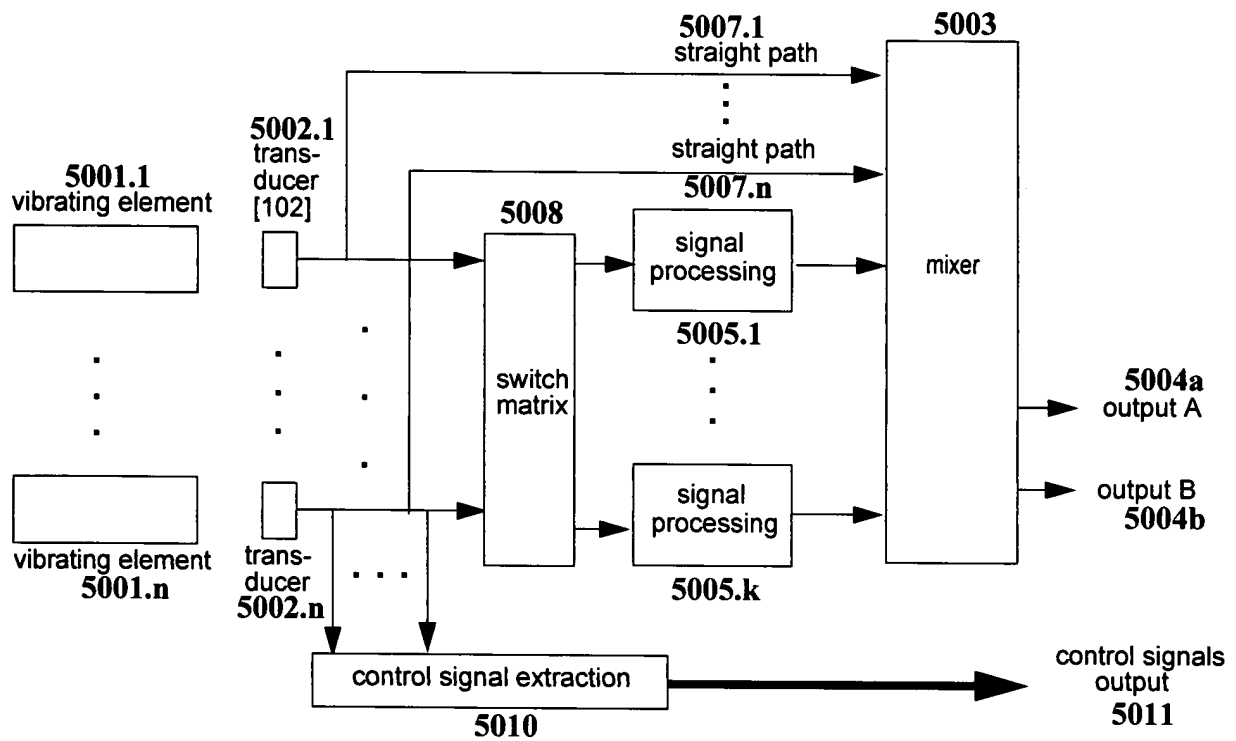 5007.1
straight path
5003
5002.1
trans-
ducer
[102]
straight path
5007.n
5001.1
vibrating element
5008
signal
processing
5005.1
mixer
switch
matrix
5004a
output A
signal
processing
5005.k
output B
5004b
vibrating element
5001.n
trans-
ducer
5002.n
control signal extraction
5010
control signals
output
5011